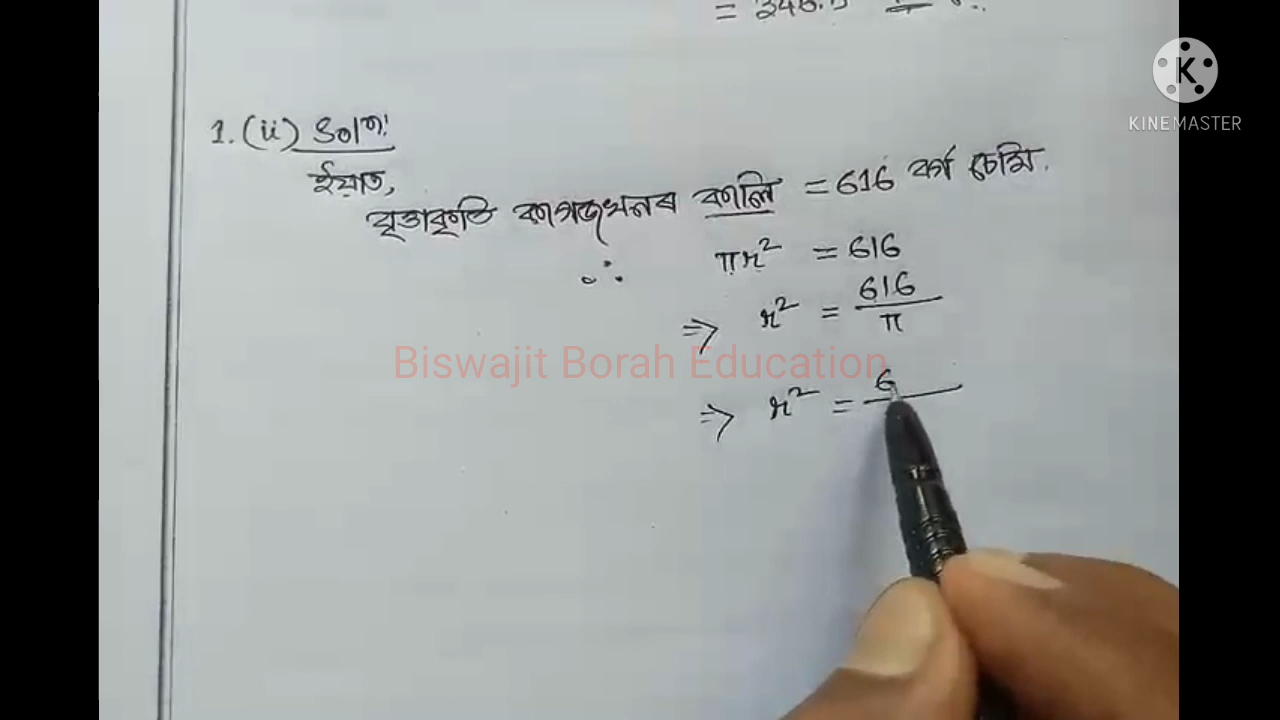 1. (ii) Solⁿ!
ইয়াত,
বৃত্তাকৃতি কাগজখনৰ কালি = 616 বৰ্গ চেমি.
∴ πr² = 616
⇒ r² = 616/π
⇒ r² = 6
Biswajit Borah Education
KINEMASTER